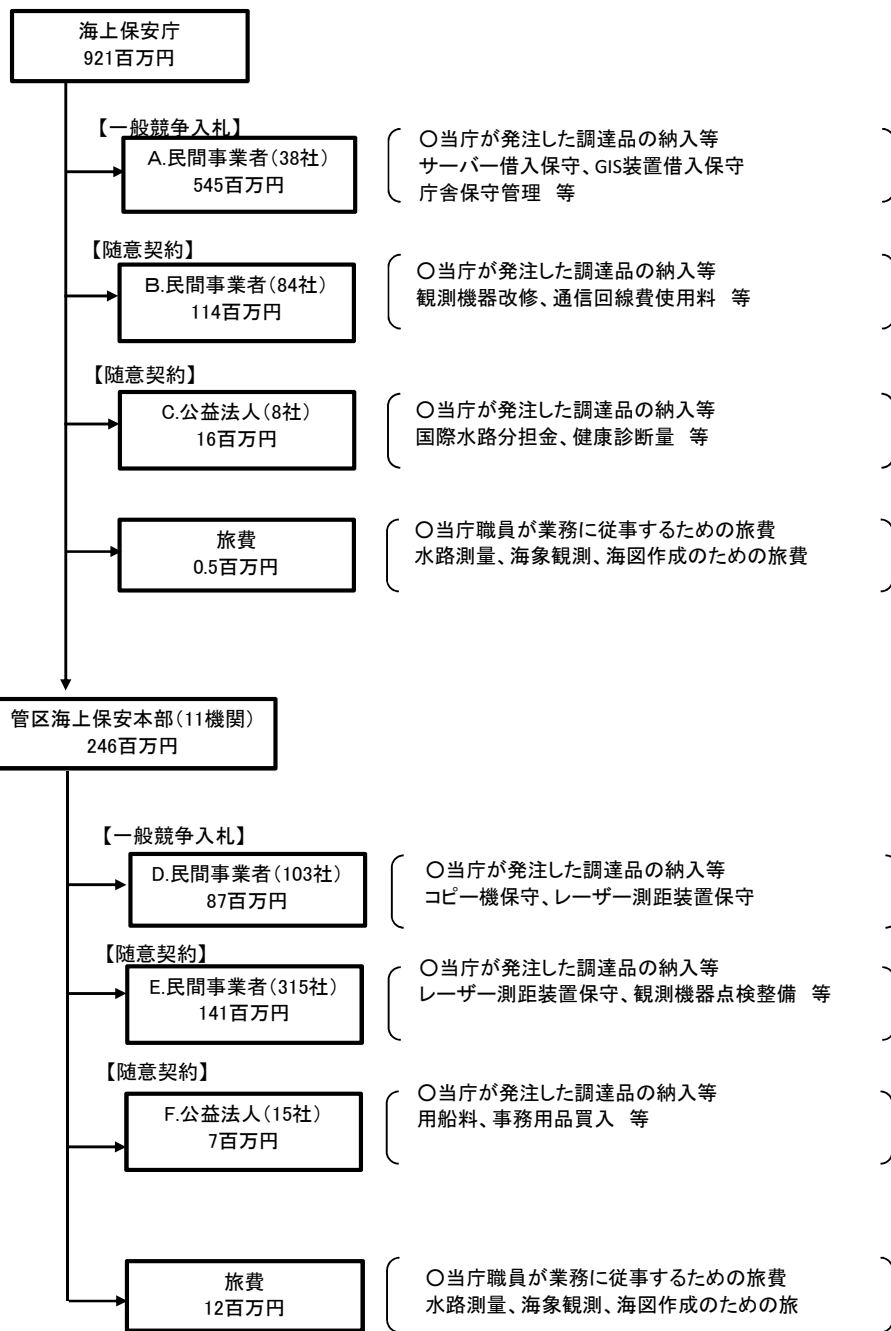 海上保安庁
921百万円
【一般競争入札】
A.民間事業者(38社)
545百万円
○当庁が発注した調達品の納入等
サーバー借入保守、GIS装置借入保守
庁舎保守管理 等
【随意契約】
B.民間事業者(84社)
114百万円
○当庁が発注した調達品の納入等
観測機器改修、通信回線費使用料 等
【随意契約】
C.公益法人(8社)
16百万円
○当庁が発注した調達品の納入等
国際水路分担金、健康診断量 等
旅費
0.5百万円
○当庁職員が業務に従事するための旅費
水路測量、海象観測、海図作成のための旅費
管区海上保安本部(11機関)
246百万円
【一般競争入札】
D.民間事業者(103社)
87百万円
○当庁が発注した調達品の納入等
コピー機保守、レーザー測距装置保守
【随意契約】
E.民間事業者(315社)
141百万円
○当庁が発注した調達品の納入等
レーザー測距装置保守、観測機器点検整備 等
【随意契約】
F.公益法人(15社)
7百万円
○当庁が発注した調達品の納入等
用船料、事務用品買入 等
旅費
12百万円
○当庁職員が業務に従事するための旅費
水路測量、海象観測、海図作成のための旅